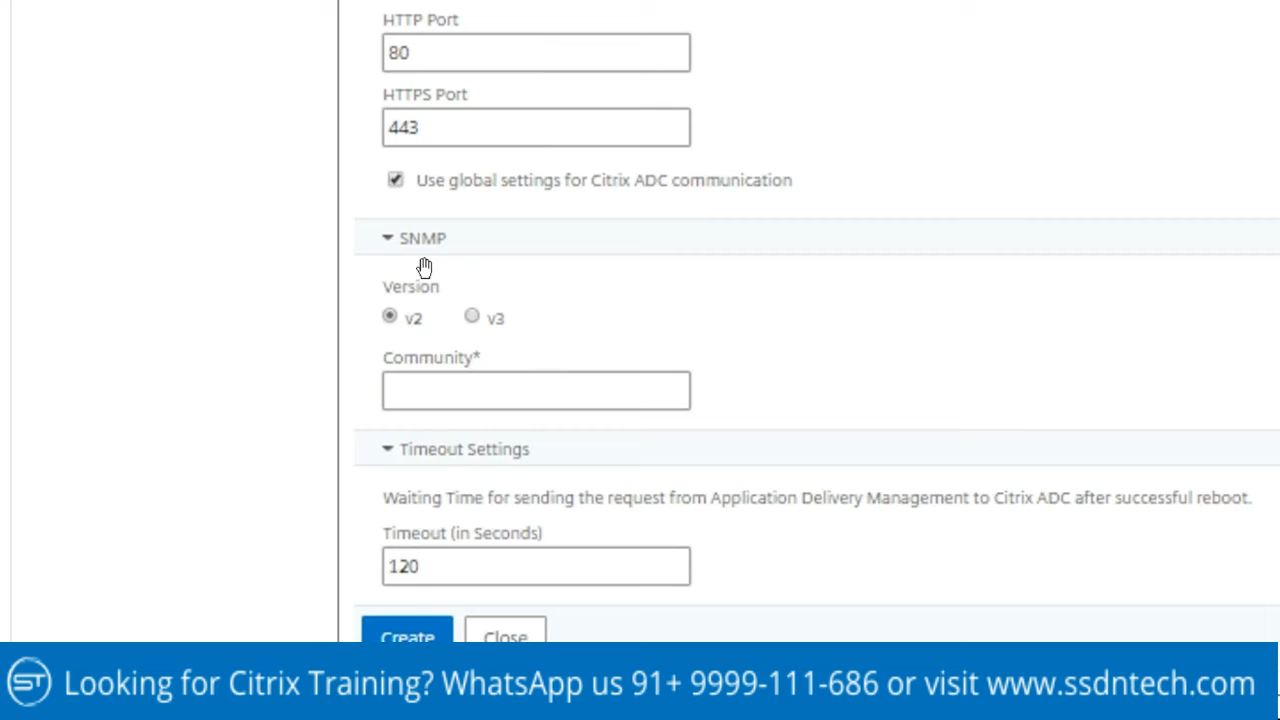 HTTP Port
80
HTTPS Port
443
Use global settings for Citrix ADC communication
SNMP
Version
v2 v3
Community*
Timeout Settings
Waiting Time for sending the request from Application Delivery Management to Citrix ADC after successful reboot.
Timeout (in Seconds)
120
Create Close
ST Looking for Citrix Training? WhatsApp us 91+ 9999-111-686 or visit www.ssdntech.com